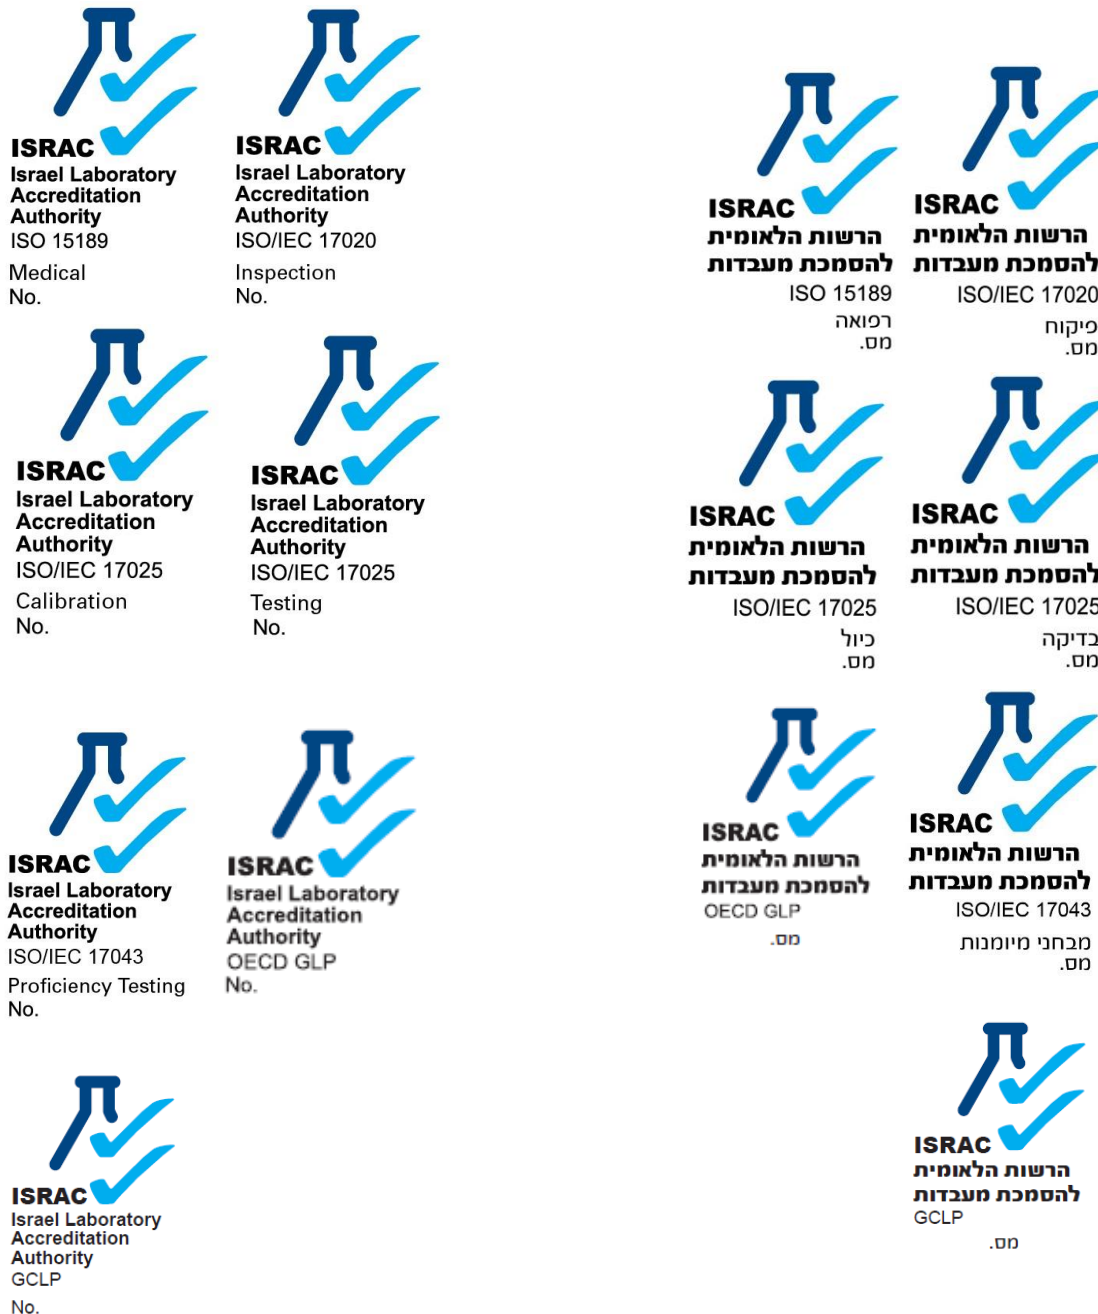 ISRAC
Israel Laboratory
Accreditation
Authority
ISO 15189
Medical
No.
ISRAC
Israel Laboratory
Accreditation
Authority
ISO/IEC 17020
Inspection
No.
ISRAC
הרשות הלאומית
להסמכת מעבדות
ISO 15189
רפואה
מס.
ISRAC
הרשות הלאומית
להסמכת מעבדות
ISO/IEC 17020
פיקוח
מס.
ISRAC
Israel Laboratory
Accreditation
Authority
ISO/IEC 17025
Calibration
No.
ISRAC
Israel Laboratory
Accreditation
Authority
ISO/IEC 17025
Testing
No.
ISRAC
הרשות הלאומית
להסמכת מעבדות
ISO/IEC 17025
כיול
מס.
ISRAC
הרשות הלאומית
להסמכת מעבדות
ISO/IEC 17025
בדיקה
מס.
ISRAC
Israel Laboratory
Accreditation
Authority
ISO/IEC 17043
Proficiency Testing
No.
ISRAC
Israel Laboratory
Accreditation
Authority
OECD GLP
No.
ISRAC
הרשות הלאומית
להסמכת מעבדות
OECD GLP
מס.
ISRAC
הרשות הלאומית
להסמכת מעבדות
ISO/IEC 17043
מבחני מיומנות
מס.
ISRAC
Israel Laboratory
Accreditation
Authority
GCLP
No.
ISRAC
הרשות הלאומית
להסמכת מעבדות
GCLP
מס.